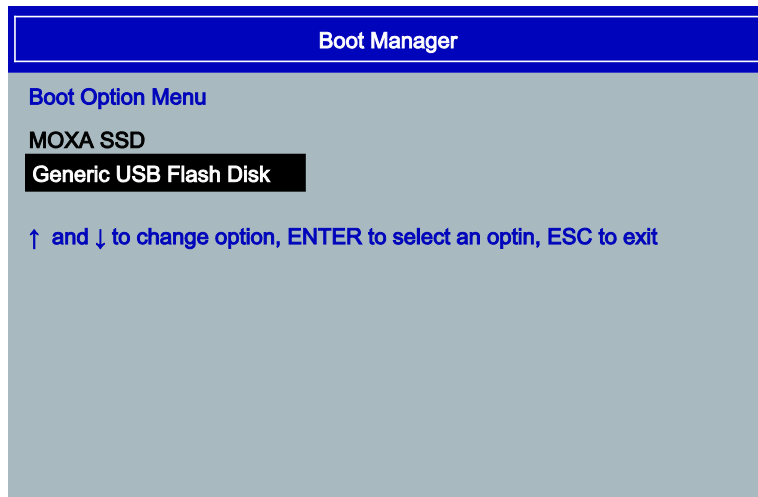 Boot Manager
Boot Option Menu
MOXA SSD
Generic USB Flash Disk
↑ and ↓ to change option, ENTER to select an optin, ESC to exit